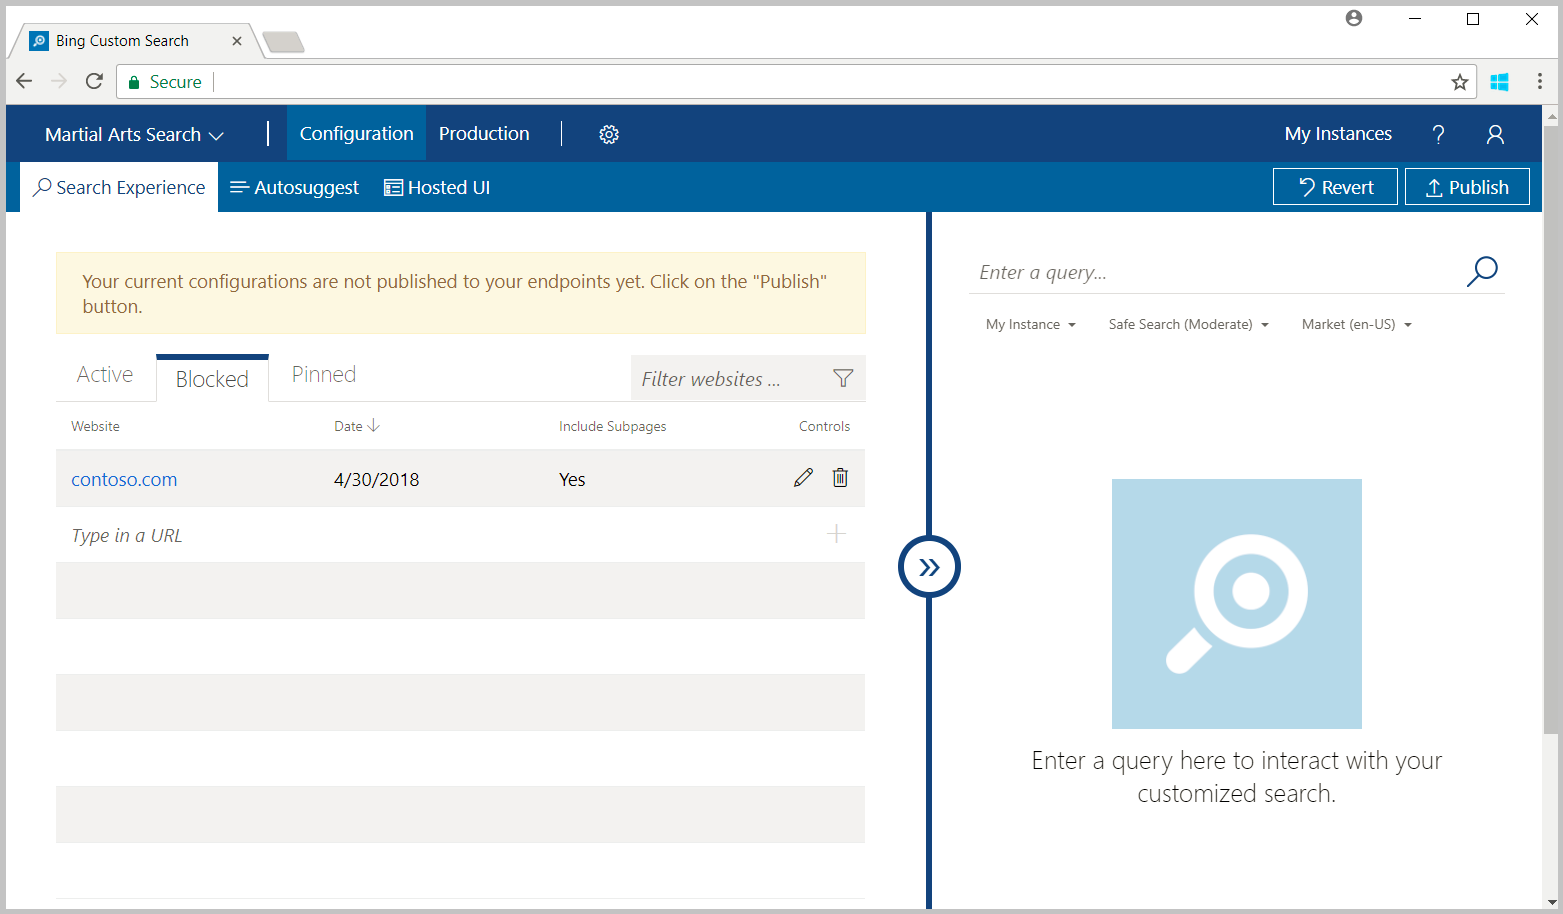 Bing Custom Search
Secure
Martial Arts Search
Configuration
Production
My Instances
?
Search Experience
Autosuggest
Hosted UI
Revert
Publish
Your current configurations are not published to your endpoints yet. Click on the "Publish"
button.
Active
Blocked
Pinned
Filter websites ...
Website
Date
Include Subpages
Controls
contoso.com
4/30/2018
Yes
Type in a URL
Enter a query...
My Instance
Safe Search (Moderate)
Market (en-US)
Enter a query here to interact with your
customized search.